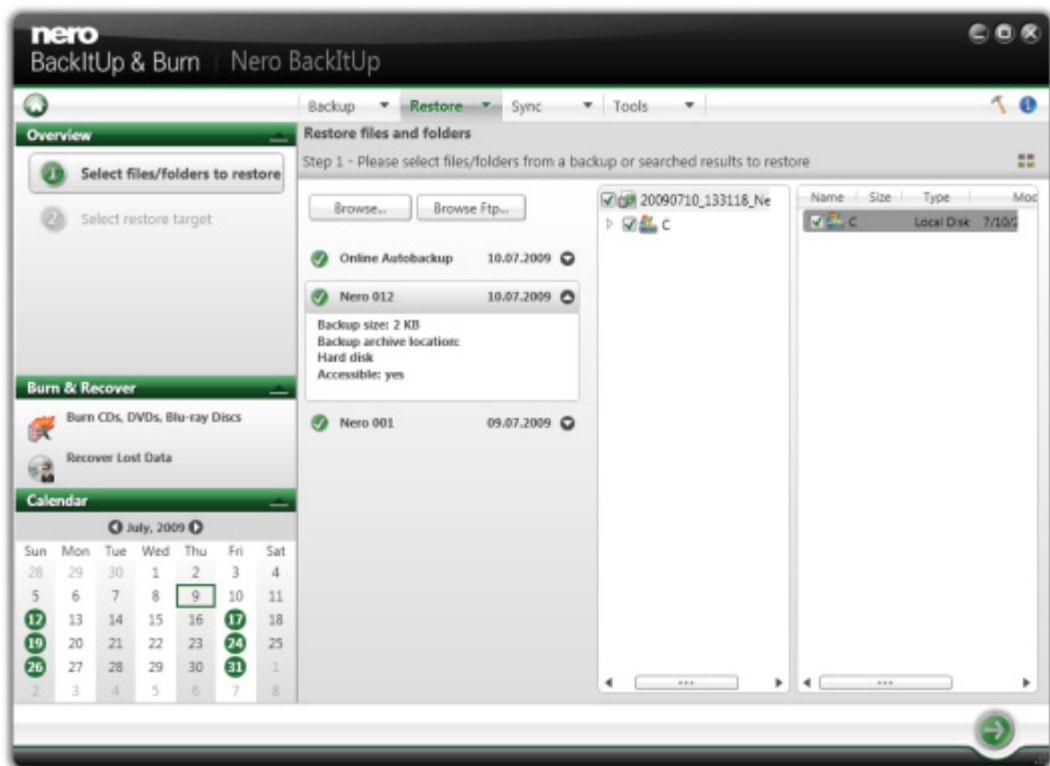 nero
BackItUp & Burn | Nero BackItUp
Backup Restore Sync Tools
Overview
1 Select files/folders to restore
2 Select restore target
Burn & Recover
Burn CDs, DVDs, Blu-ray Discs
Recover Lost Data
Calendar
July, 2009
Sun Mon Tue Wed Thu Fri Sat
28 29 30 1 2 3 4
5 6 7 8 9 10 11
12 13 14 15 16 17 18
19 20 21 22 23 24 25
26 27 28 29 30 31 1
2 3 4 5 6 7 8
Restore files and folders
Step 1 - Please select files/folders from a backup or searched results to restore
Browse... Browse Ftp...
Online Autobackup 10.07.2009
Nero 012 10.07.2009
Backup size: 2 KB
Backup archive location:
Hard disk
Accessible: yes
Nero 001 09.07.2009
20090710_133118_Ne
C
Name Size Type Mod
C Local Disk 7/10/2